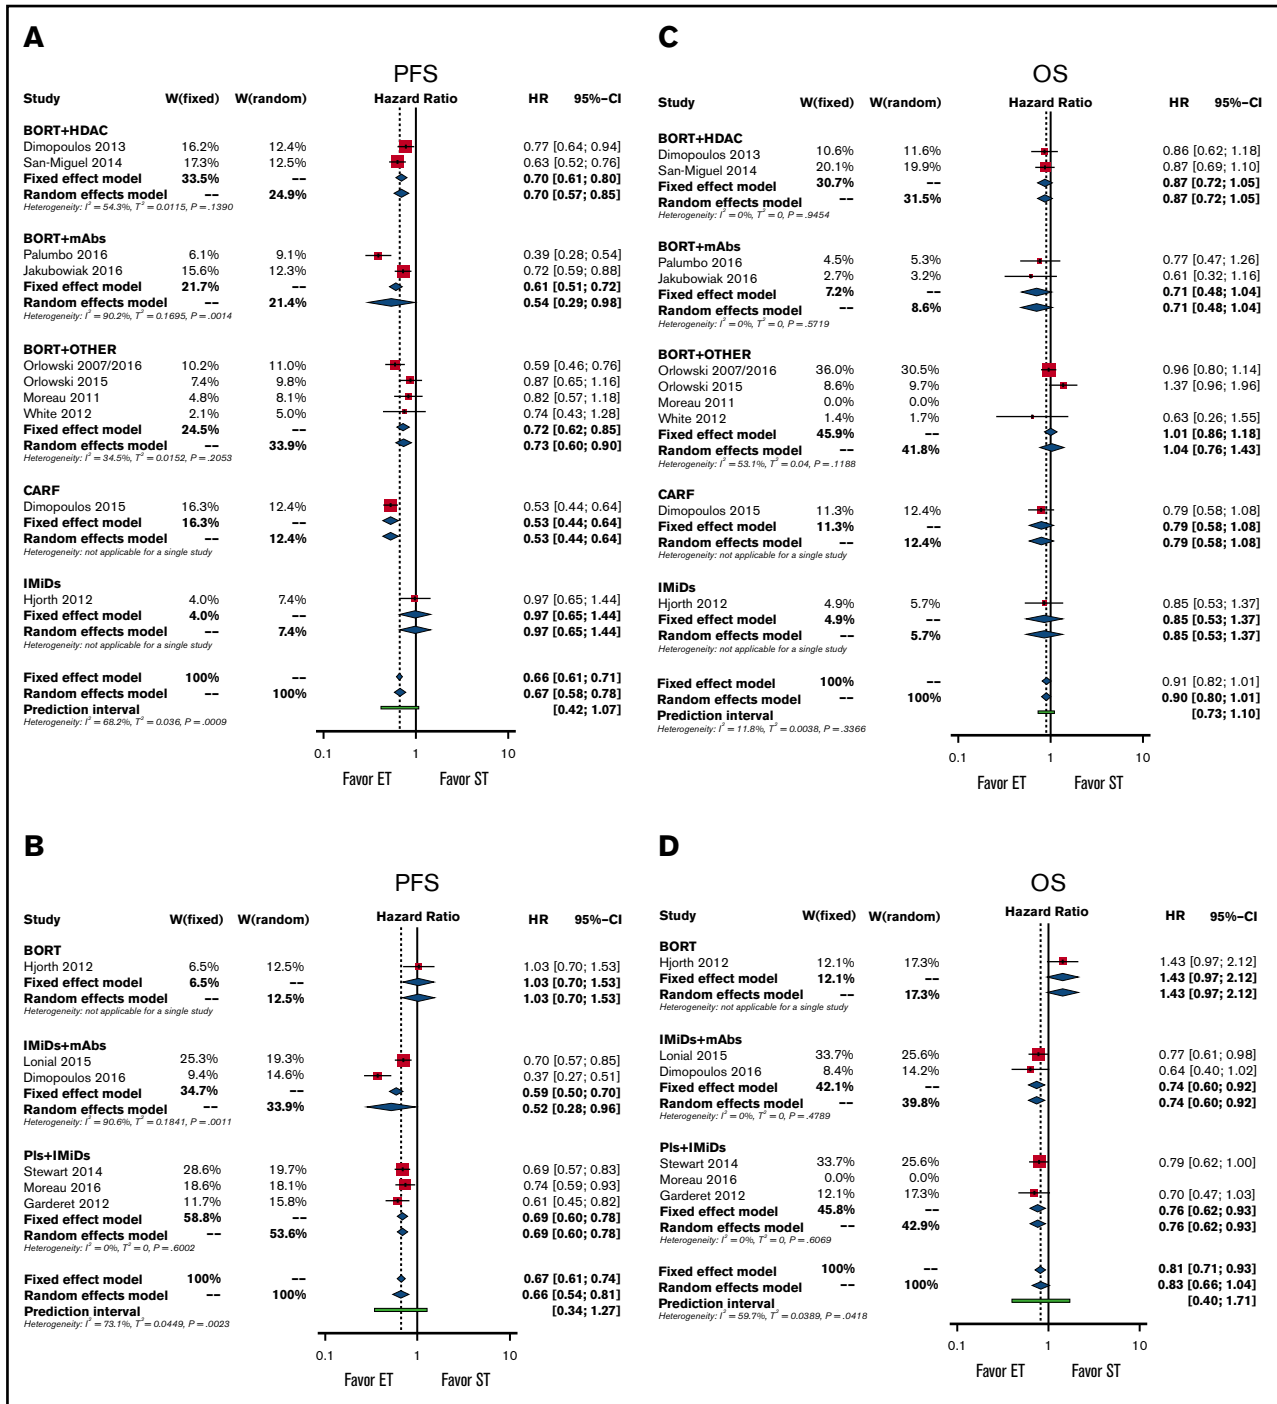 A
PFS
Study W(fixed) W(random) Hazard Ratio HR 95%–CI
BORT+HDAC
Dimopoulos 2013 16.2% 12.4% 0.77 [0.64; 0.94]
San-Miguel 2014 17.3% 12.5% 0.63 [0.52; 0.76]
Fixed effect model 33.5% –– 0.70 [0.61; 0.80]
Random effects model –– 24.9% 0.70 [0.57; 0.85]
Heterogeneity: I² = 54.3%, T² = 0.0115, P = .1390
BORT+mAbs
Palumbo 2016 6.1% 9.1% 0.39 [0.28; 0.54]
Jakubowiak 2016 15.6% 12.3% 0.72 [0.59; 0.88]
Fixed effect model 21.7% –– 0.61 [0.51; 0.72]
Random effects model –– 21.4% 0.54 [0.29; 0.98]
Heterogeneity: I² = 90.2%, T² = 0.1695, P = .0014
BORT+OTHER
Orlowski 2007/2016 10.2% 11.0% 0.59 [0.46; 0.76]
Orlowski 2015 7.4% 9.8% 0.87 [0.65; 1.16]
Moreau 2011 4.8% 8.1% 0.82 [0.57; 1.18]
White 2012 2.1% 5.0% 0.74 [0.43; 1.28]
Fixed effect model 24.5% –– 0.72 [0.62; 0.85]
Random effects model –– 33.9% 0.73 [0.60; 0.90]
Heterogeneity: I² = 34.5%, T² = 0.0152, P = .2053
CARF
Dimopoulos 2015 16.3% 12.4% 0.53 [0.44; 0.64]
Fixed effect model 16.3% –– 0.53 [0.44; 0.64]
Random effects model –– 12.4% 0.53 [0.44; 0.64]
Heterogeneity: not applicable for a single study
IMiDs
Hjorth 2012 4.0% 7.4% 0.97 [0.65; 1.44]
Fixed effect model 4.0% –– 0.97 [0.65; 1.44]
Random effects model –– 7.4% 0.97 [0.65; 1.44]
Heterogeneity: not applicable for a single study
Fixed effect model 100% –– 0.66 [0.61; 0.71]
Random effects model –– 100% 0.67 [0.58; 0.78]
Prediction interval [0.42; 1.07]
Heterogeneity: I² = 68.2%, T² = 0.036, P = .0009
0.1 1 10
Favor ET Favor ST
C
OS
Study W(fixed) W(random) Hazard Ratio HR 95%–CI
BORT+HDAC
Dimopoulos 2013 10.6% 11.6% 0.86 [0.62; 1.18]
San-Miguel 2014 20.1% 19.9% 0.87 [0.69; 1.10]
Fixed effect model 30.7% –– 0.87 [0.72; 1.05]
Random effects model –– 31.5% 0.87 [0.72; 1.05]
Heterogeneity: I² = 0%, T² = 0, P = .9454
BORT+mAbs
Palumbo 2016 4.5% 5.3% 0.77 [0.47; 1.26]
Jakubowiak 2016 2.7% 3.2% 0.61 [0.32; 1.16]
Fixed effect model 7.2% –– 0.71 [0.48; 1.04]
Random effects model –– 8.6% 0.71 [0.48; 1.04]
Heterogeneity: I² = 0%, T² = 0, P = .5719
BORT+OTHER
Orlowski 2007/2016 36.0% 30.5% 0.96 [0.80; 1.14]
Orlowski 2015 8.6% 9.7% 1.37 [0.96; 1.96]
Moreau 2011 0.0% 0.0%
White 2012 1.4% 1.7% 0.63 [0.26; 1.55]
Fixed effect model 45.9% –– 1.01 [0.86; 1.18]
Random effects model –– 41.8% 1.04 [0.76; 1.43]
Heterogeneity: I² = 53.1%, T² = 0.04, P = .1188
CARF
Dimopoulos 2015 11.3% 12.4% 0.79 [0.58; 1.08]
Fixed effect model 11.3% –– 0.79 [0.58; 1.08]
Random effects model –– 12.4% 0.79 [0.58; 1.08]
Heterogeneity: not applicable for a single study
IMiDs
Hjorth 2012 4.9% 5.7% 0.85 [0.53; 1.37]
Fixed effect model 4.9% –– 0.85 [0.53; 1.37]
Random effects model –– 5.7% 0.85 [0.53; 1.37]
Heterogeneity: not applicable for a single study
Fixed effect model 100% –– 0.91 [0.82; 1.01]
Random effects model –– 100% 0.90 [0.80; 1.01]
Prediction interval [0.73; 1.10]
Heterogeneity: I² = 11.8%, T² = 0.0038, P = .3366
0.1 1 10
Favor ET Favor ST
B
PFS
Study W(fixed) W(random) Hazard Ratio HR 95%–CI
BORT
Hjorth 2012 6.5% 12.5% 1.03 [0.70; 1.53]
Fixed effect model 6.5% –– 1.03 [0.70; 1.53]
Random effects model –– 12.5% 1.03 [0.70; 1.53]
Heterogeneity: not applicable for a single study
IMiDs+mAbs
Lonial 2015 25.3% 19.3% 0.70 [0.57; 0.85]
Dimopoulos 2016 9.4% 14.6% 0.37 [0.27; 0.51]
Fixed effect model 34.7% –– 0.59 [0.50; 0.70]
Random effects model –– 33.9% 0.52 [0.28; 0.96]
Heterogeneity: I² = 90.6%, T² = 0.1841, P = .0011
PIs+IMiDs
Stewart 2014 28.6% 19.7% 0.69 [0.57; 0.83]
Moreau 2016 18.6% 18.1% 0.74 [0.59; 0.93]
Garderet 2012 11.7% 15.8% 0.61 [0.45; 0.82]
Fixed effect model 58.8% –– 0.69 [0.60; 0.78]
Random effects model –– 53.6% 0.69 [0.60; 0.78]
Heterogeneity: I² = 0%, T² = 0, P = .6002
Fixed effect model 100% –– 0.67 [0.61; 0.74]
Random effects model –– 100% 0.66 [0.54; 0.81]
Prediction interval [0.34; 1.27]
Heterogeneity: I² = 73.1%, T² = 0.0449, P = .0023
0.1 1 10
Favor ET Favor ST
D
OS
Study W(fixed) W(random) Hazard Ratio HR 95%–CI
BORT
Hjorth 2012 12.1% 17.3% 1.43 [0.97; 2.12]
Fixed effect model 12.1% –– 1.43 [0.97; 2.12]
Random effects model –– 17.3% 1.43 [0.97; 2.12]
Heterogeneity: not applicable for a single study
IMiDs+mAbs
Lonial 2015 33.7% 25.6% 0.77 [0.61; 0.98]
Dimopoulos 2016 8.4% 14.2% 0.64 [0.40; 1.02]
Fixed effect model 42.1% –– 0.74 [0.60; 0.92]
Random effects model –– 39.8% 0.74 [0.60; 0.92]
Heterogeneity: I² = 0%, T² = 0, P = .4789
PIs+IMiDs
Stewart 2014 33.7% 25.6% 0.79 [0.62; 1.00]
Moreau 2016 0.0% 0.0%
Garderet 2012 12.1% 17.3% 0.70 [0.47; 1.03]
Fixed effect model 45.8% –– 0.76 [0.62; 0.93]
Random effects model –– 42.9% 0.76 [0.62; 0.93]
Heterogeneity: I² = 0%, T² = 0, P = .6069
Fixed effect model 100% –– 0.81 [0.71; 0.93]
Random effects model –– 100% 0.83 [0.66; 1.04]
Prediction interval [0.40; 1.71]
Heterogeneity: I² = 59.7%, T² = 0.0389, P = .0418
0.1 1 10
Favor ET Favor ST